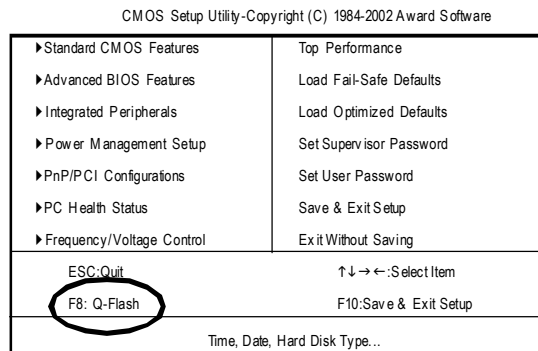 CMOS Setup Utility-Copyright (C) 1984-2002 Award Software
▶Standard CMOS Features
Top Performance
▶Advanced BIOS Features
Load Fail-Safe Defaults
▶Integrated Peripherals
Load Optimized Defaults
▶Power Management Setup
Set Supervisor Password
▶PnP/PCI Configurations
Set User Password
▶PC Health Status
Save & Exit Setup
▶Frequency/Voltage Control
Exit Without Saving
ESC:Quit
↑↓→←:Select Item
F8: Q-Flash
F10:Save & Exit Setup
Time, Date, Hard Disk Type...